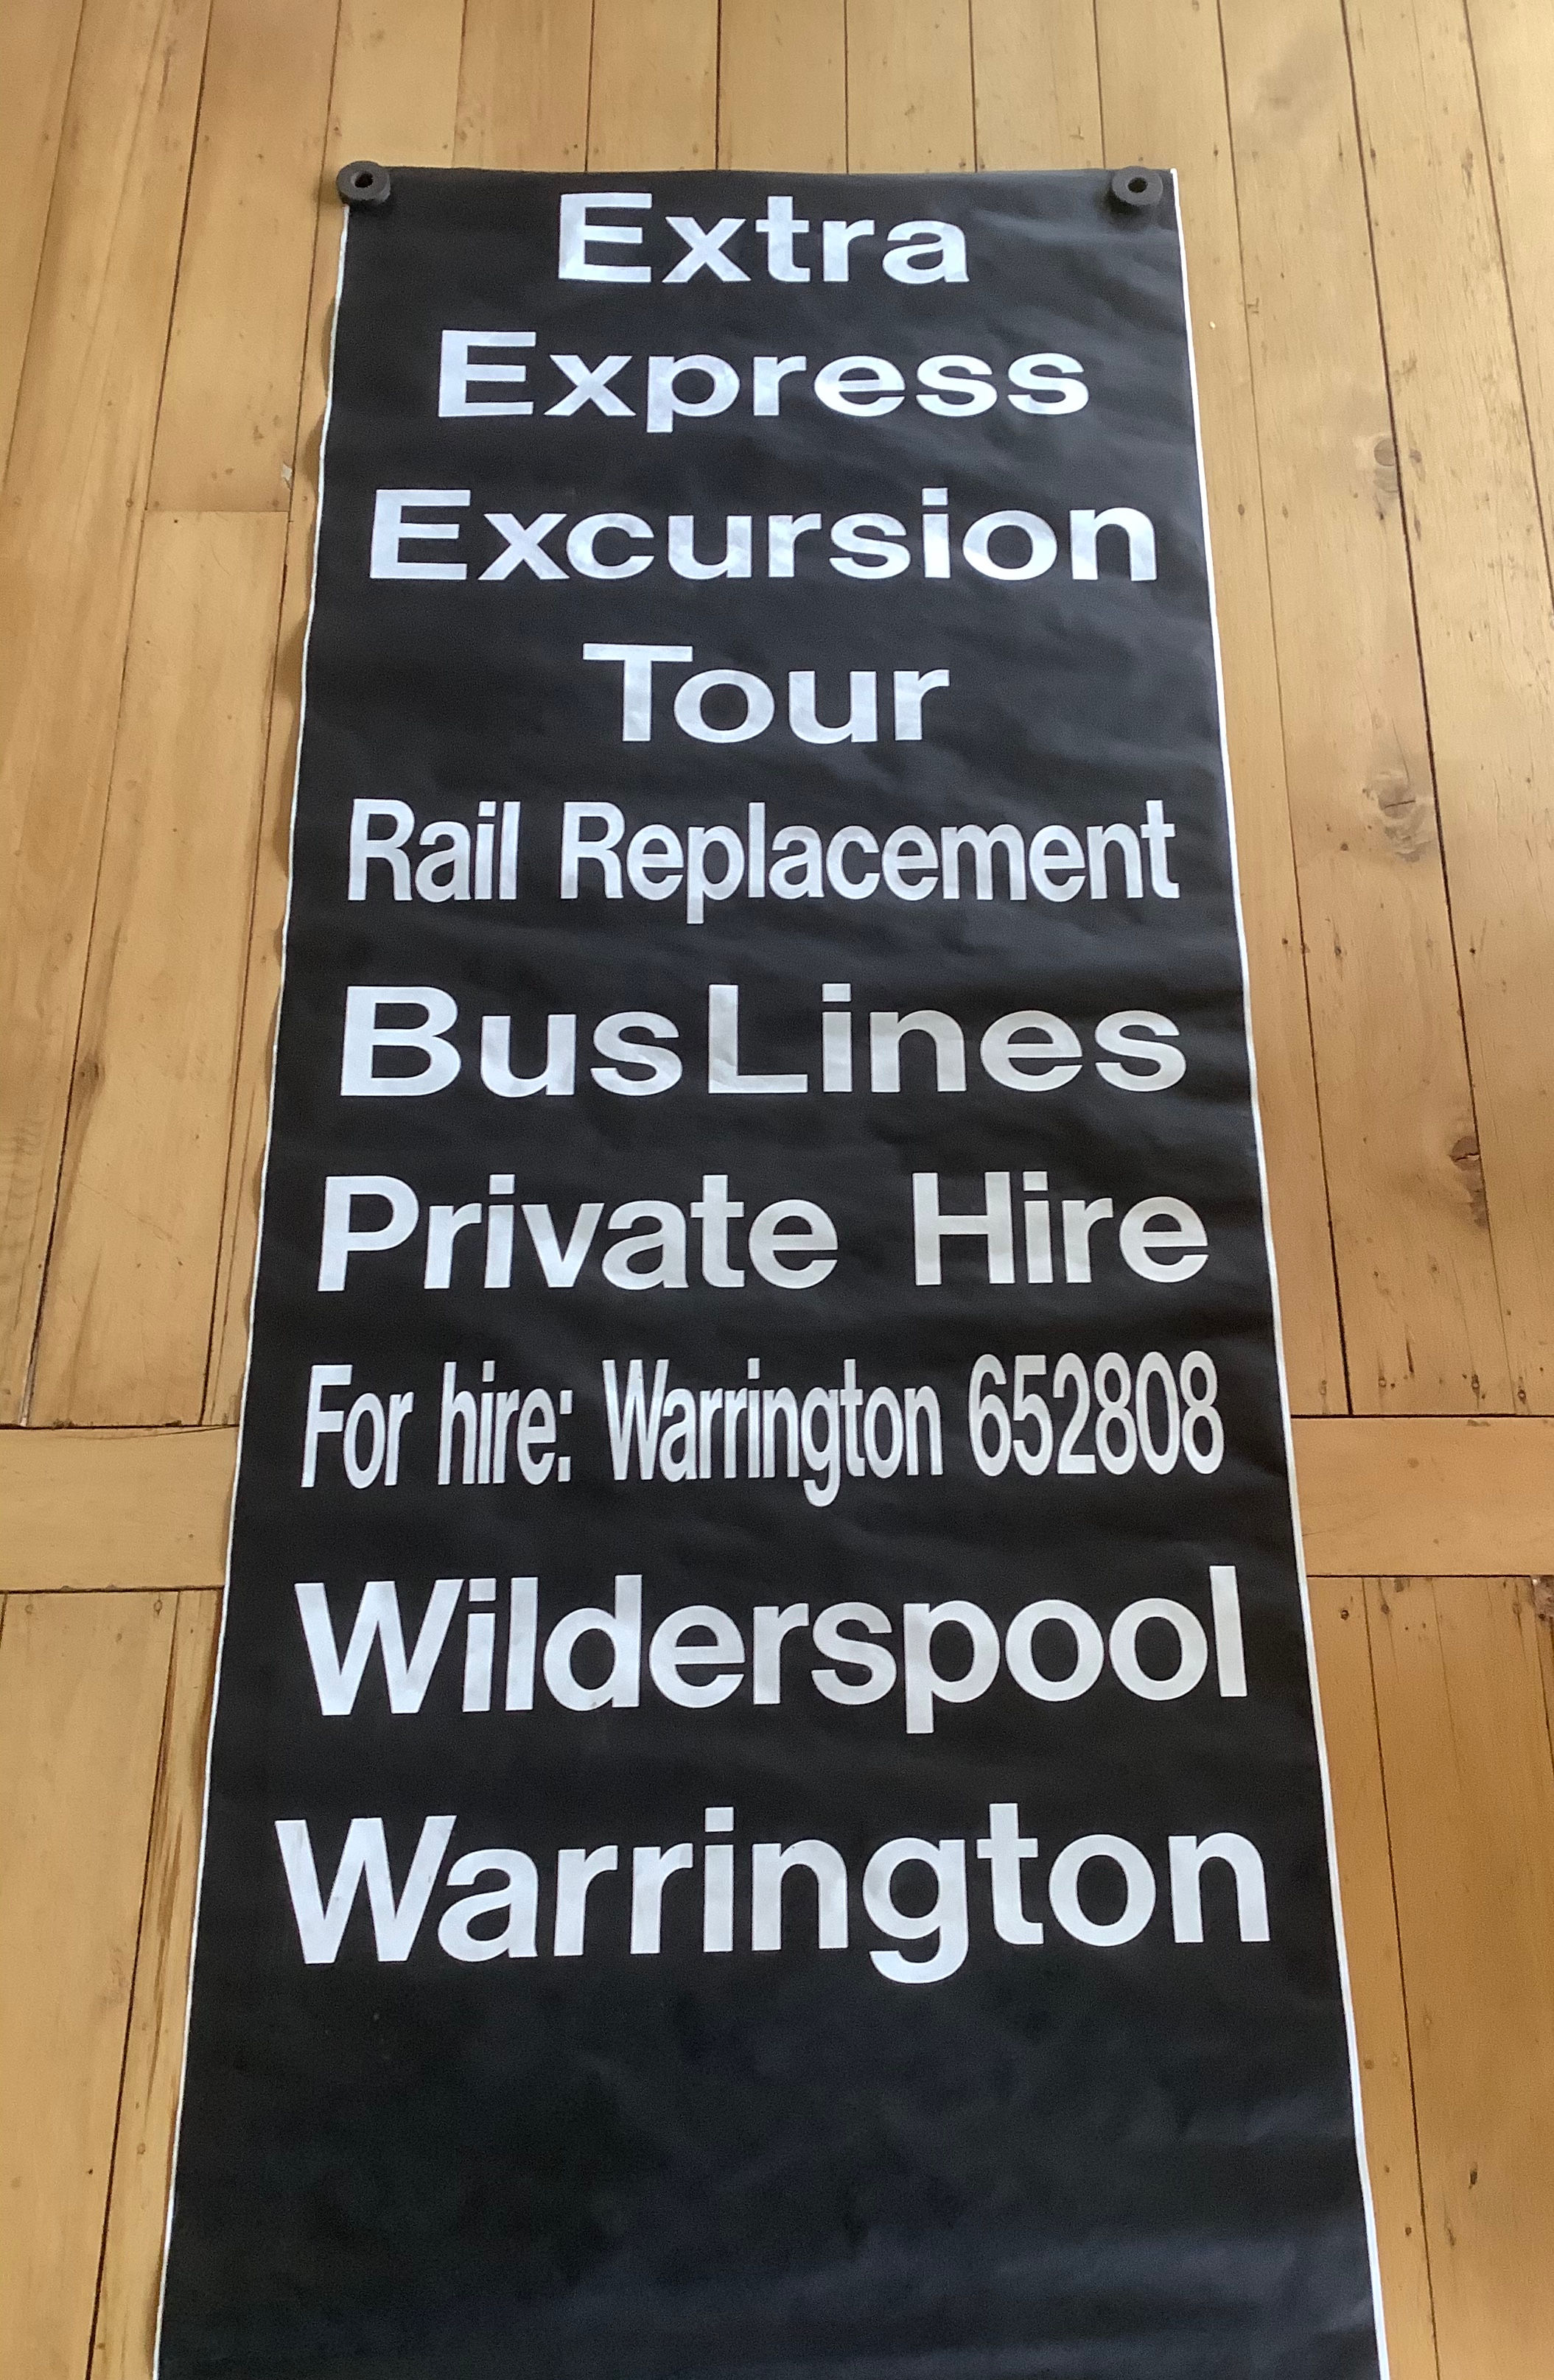 Extra
Express
Excursion
Tour
Rail Replacement
BusLines
Private Hire
For hire: Warrington 652808
Wilderspool
Warrington